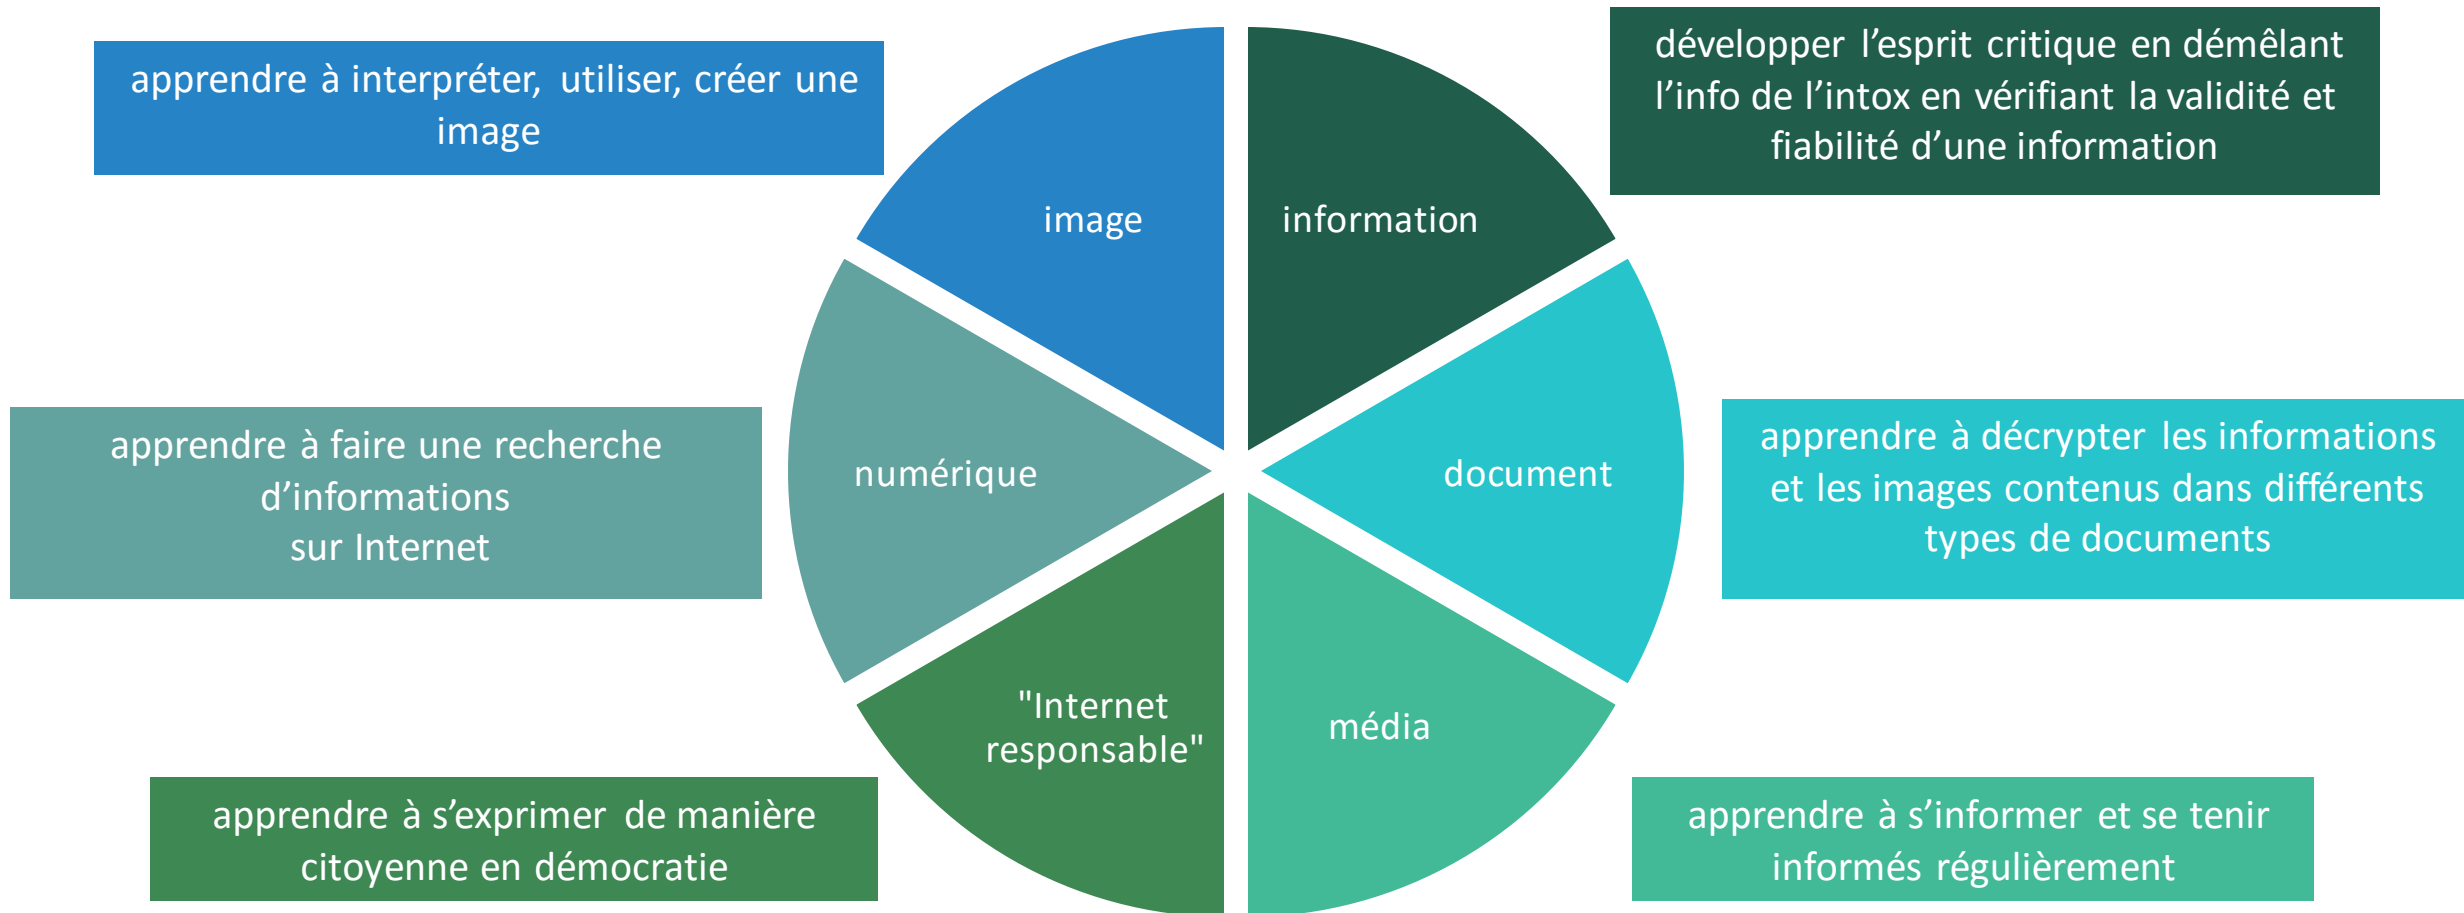 apprendre à interpréter, utiliser, créer une
image
développer l’esprit critique en démêlant
l’info de l’intox en vérifiant la validité et
fiabilité d’une information
image
information
apprendre à faire une recherche
d’informations
sur Internet
numérique
document
apprendre à décrypter les informations
et les images contenus dans différents
types de documents
"Internet
responsable"
média
apprendre à s’exprimer de manière
citoyenne en démocratie
apprendre à s’informer et se tenir
informés régulièrement